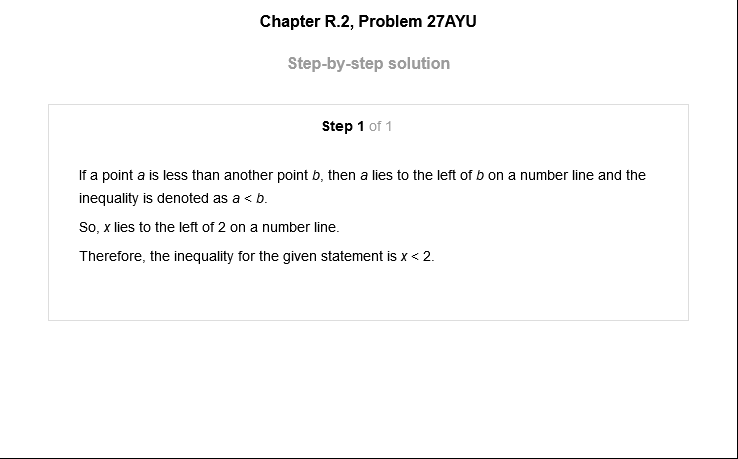 Chapter R.2, Problem 27AYU
Step-by-step solution
Step 1 of 1
If a point a is less than another point b, then a lies to the left of b on a number line and the
inequality is denoted as a < b.
So, x lies to the left of 2 on a number line.
Therefore, the inequality for the given statement is x < 2.